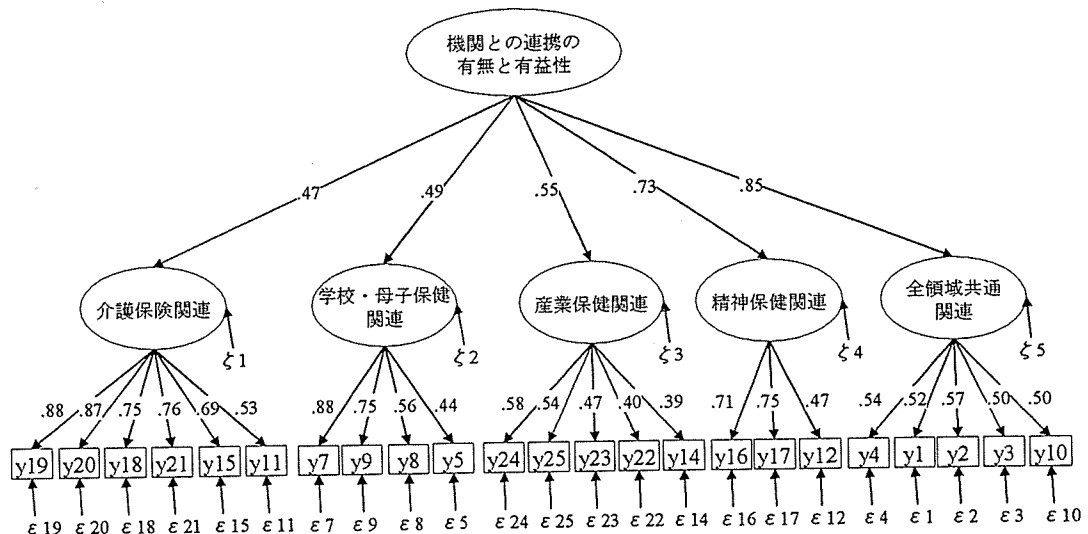 機関との連携の
有無と有益性
.47 .49 .55 .73 .85
介護保険関連
学校・母子保健
関連
産業保健関連
精神保健関連
全領域共通
関連
ζ1 ζ2 ζ3 ζ4 ζ5
.88 .87 .75 .76 .69 .53 .88 .75 .56 .44 .58 .54 .47 .40 .39 .71 .75 .47 .54 .52 .57 .50 .50
y19 y20 y18 y21 y15 y11 y7 y9 y8 y5 y24 y25 y23 y22 y14 y16 y17 y12 y4 y1 y2 y3 y10
ε19 ε20 ε18 ε21 ε15 ε11 ε7 ε9 ε8 ε5 ε24 ε25 ε23 ε22 ε14 ε16 ε17 ε12 ε4 ε1 ε2 ε3 ε10